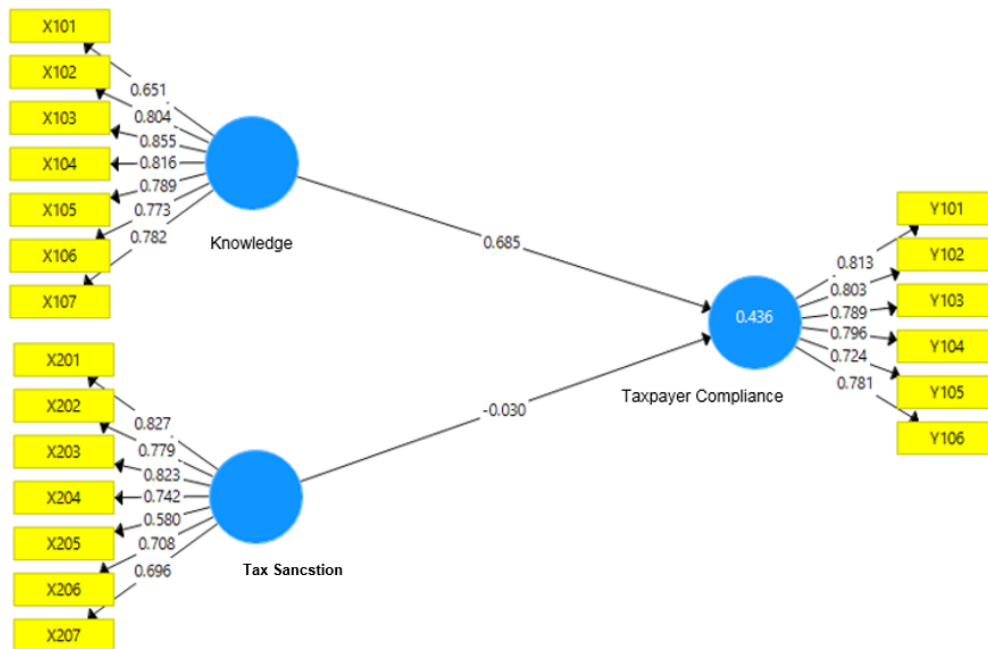 X101
X102
X103
X104
X105
X106
X107
0.651
0.804
0.855
0.816
0.789
0.773
0.782
Knowledge
0.685
X201
X202
X203
X204
X205
X206
X207
0.827
0.779
0.823
0.742
0.580
0.708
0.696
Tax Sancstion
-0.030
0.436
Taxpayer Compliance
0.813
0.803
0.789
0.796
0.724
0.781
Y101
Y102
Y103
Y104
Y105
Y106